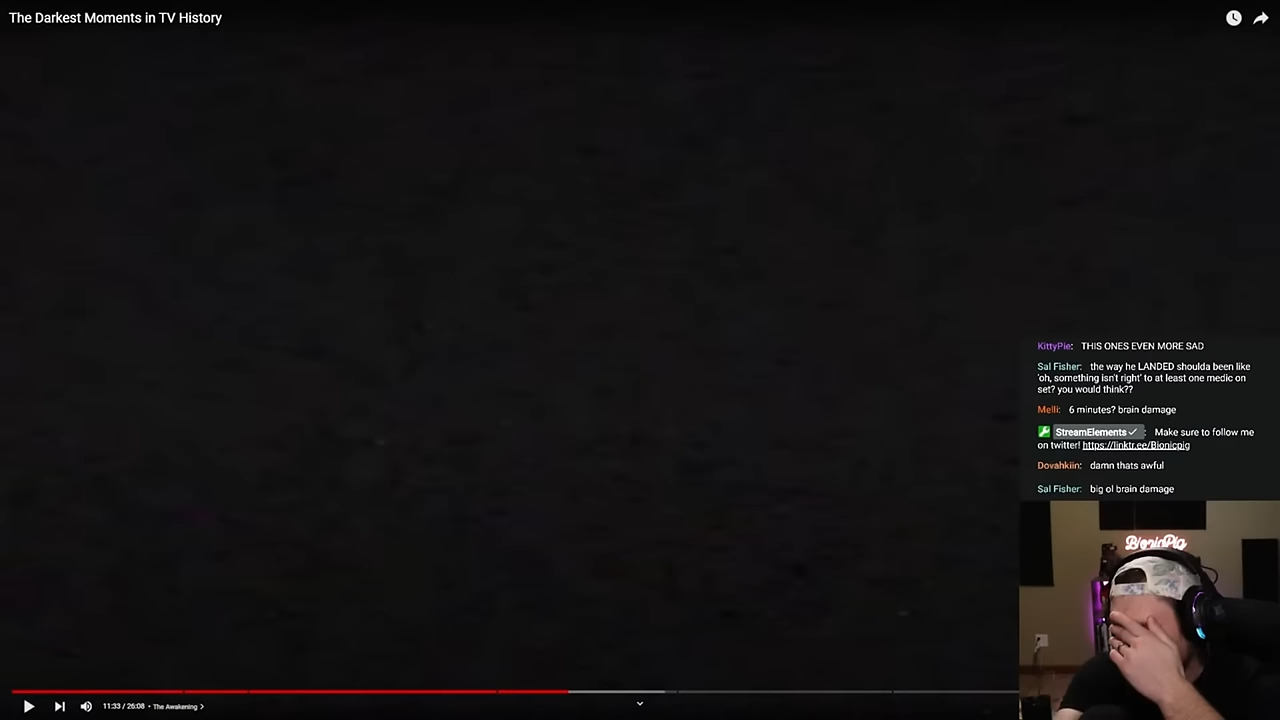 The Darkest Moments in TV History
KittyPie: THIS ONES EVEN MORE SAD
Sal Fisher: the way he LANDED shoulda been like
'oh, something isn't right' to at least one medic on
set? you would think??
Melli: 6 minutes? brain damage
StreamElements: Make sure to follow me
on twitter! https://linktr.ee/Bionicpig
Dovahkiin: damn thats awful
Sal Fisher: big ol brain damage
BionicPig
11:33 / 26:08 • The Awakening